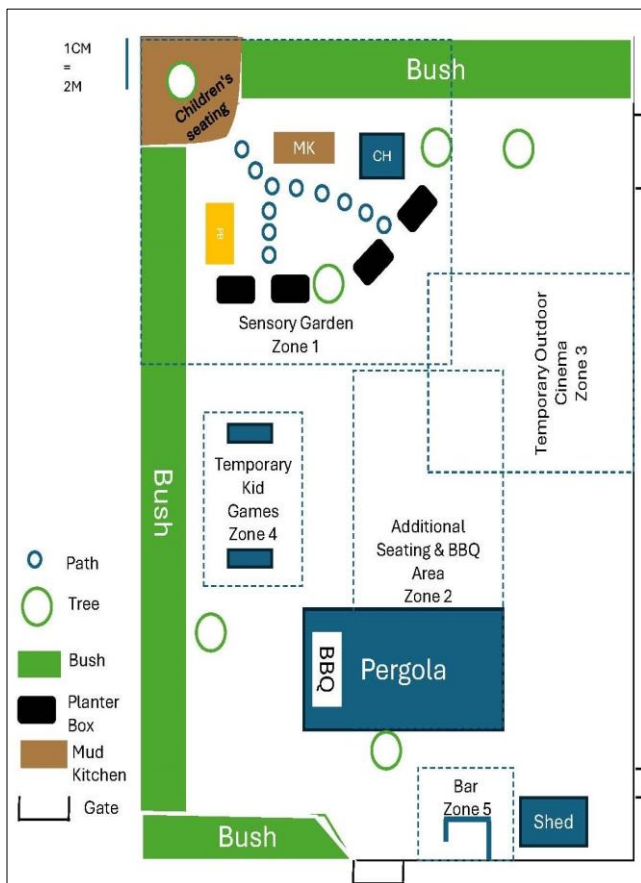 1CM
=
2M
Bush
Children's
seating
MK
CH
PB
Sensory Garden
Zone 1
Temporary Outdoor
Cinema
Zone 3
Bush
Temporary
Kid
Games
Zone 4
Additional
Seating & BBQ
Area
Zone 2
BBQ
Pergola
Bar
Zone 5
Shed
Bush
Path
Tree
Bush
Planter
Box
Mud
Kitchen
Gate